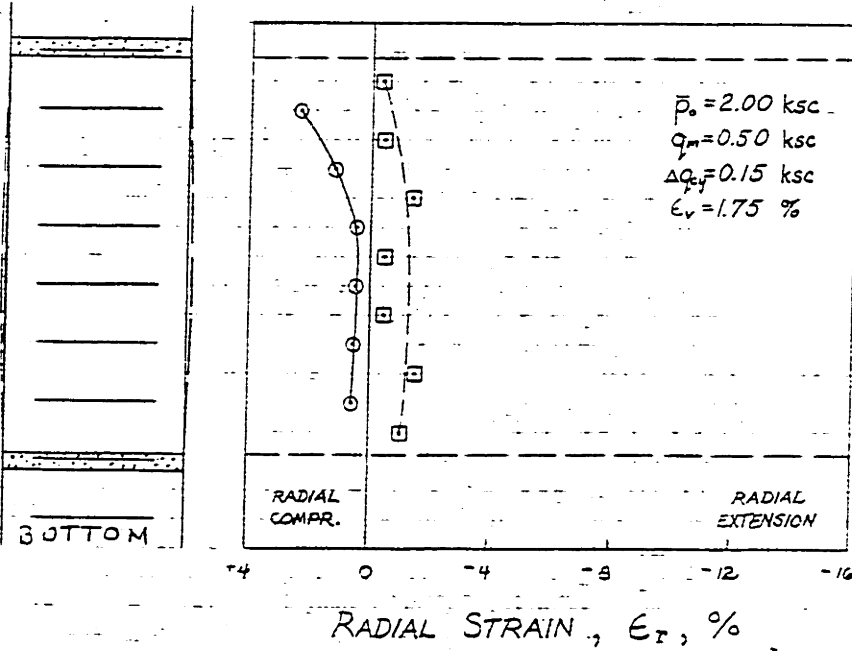 p̄₀ = 2.00 ksc
qm = 0.50 ksc
Δqcy = 0.15 ksc
εv = 1.75 %
RADIAL
COMPR.
RADIAL
EXTENSION
BOTTOM
+4 0 -4 -8 -12 -16
RADIAL STRAIN, εr, %